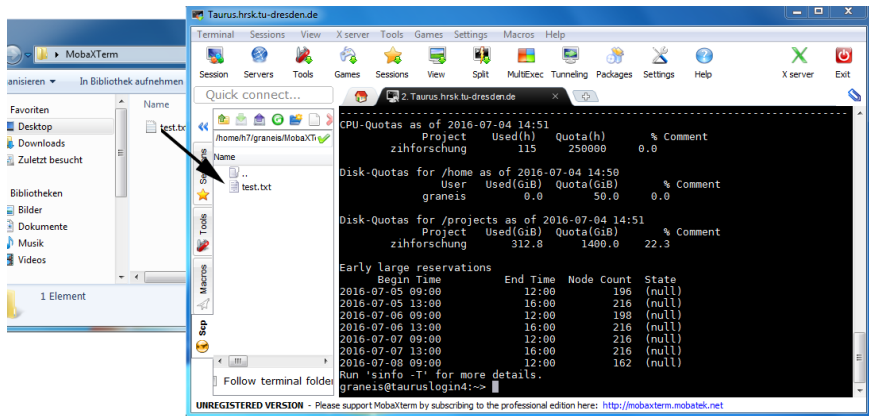 MobaXTerm
anisieren
In Bibliothek aufnehmen
Favoriten
Desktop
Downloads
Zuletzt besucht
Bibliotheken
Bilder
Dokumente
Musik
Videos
Name
test.tx
1 Element
Taurus.hrsk.tu-dresden.de
Terminal Sessions View X server Tools Games Settings Macros Help
Session Servers Tools Games Sessions View Split MultiExec Tunneling Packages Settings Help X server Exit
Quick connect...
2. Taurus.hrsk.tu-dresden.de
/home/h7/graneis/MobaXTe
Name
..
test.txt
Sessions
Tools
Macros
Scp
Follow terminal folder
CPU-Quotas as of 2016-07-04 14:51
Project Used(h) Quota(h) % Comment
zihforschung 115 250000 0.0
Disk-Quotas for /home as of 2016-07-04 14:50
User Used(GiB) Quota(GiB) % Comment
graneis 0.0 50.0 0.0
Disk-Quotas for /projects as of 2016-07-04 14:51
Project Used(GiB) Quota(GiB) % Comment
zihforschung 312.8 1400.0 22.3
Early large reservations
Begin Time End Time Node Count State
2016-07-05 09:00 12:00 196 (null)
2016-07-05 13:00 16:00 216 (null)
2016-07-06 09:00 12:00 198 (null)
2016-07-06 13:00 16:00 216 (null)
2016-07-07 09:00 12:00 216 (null)
2016-07-07 13:00 16:00 216 (null)
2016-07-08 09:00 12:00 162 (null)
Run 'sinfo -T' for more details.
graneis@tauruslogin4:~>
UNREGISTERED VERSION - Please support MobaXterm by subscribing to the professional edition here: http://mobaxterm.mobatek.net